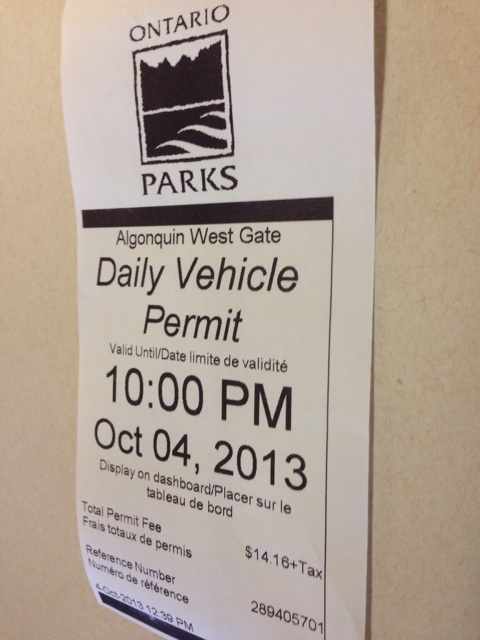 ONTARIO
PARKS
Algonquin West Gate
Daily Vehicle
Permit
Valid Until/Date limite de validité
10:00 PM
Oct 04, 2013
Display on dashboard/Placer sur le
tableau de bord
Total Permit Fee
Frais totaux de permis
$14.16+Tax
Reference Number
Numéro de référence
289405701
4-Oct-2013 12:39 PM